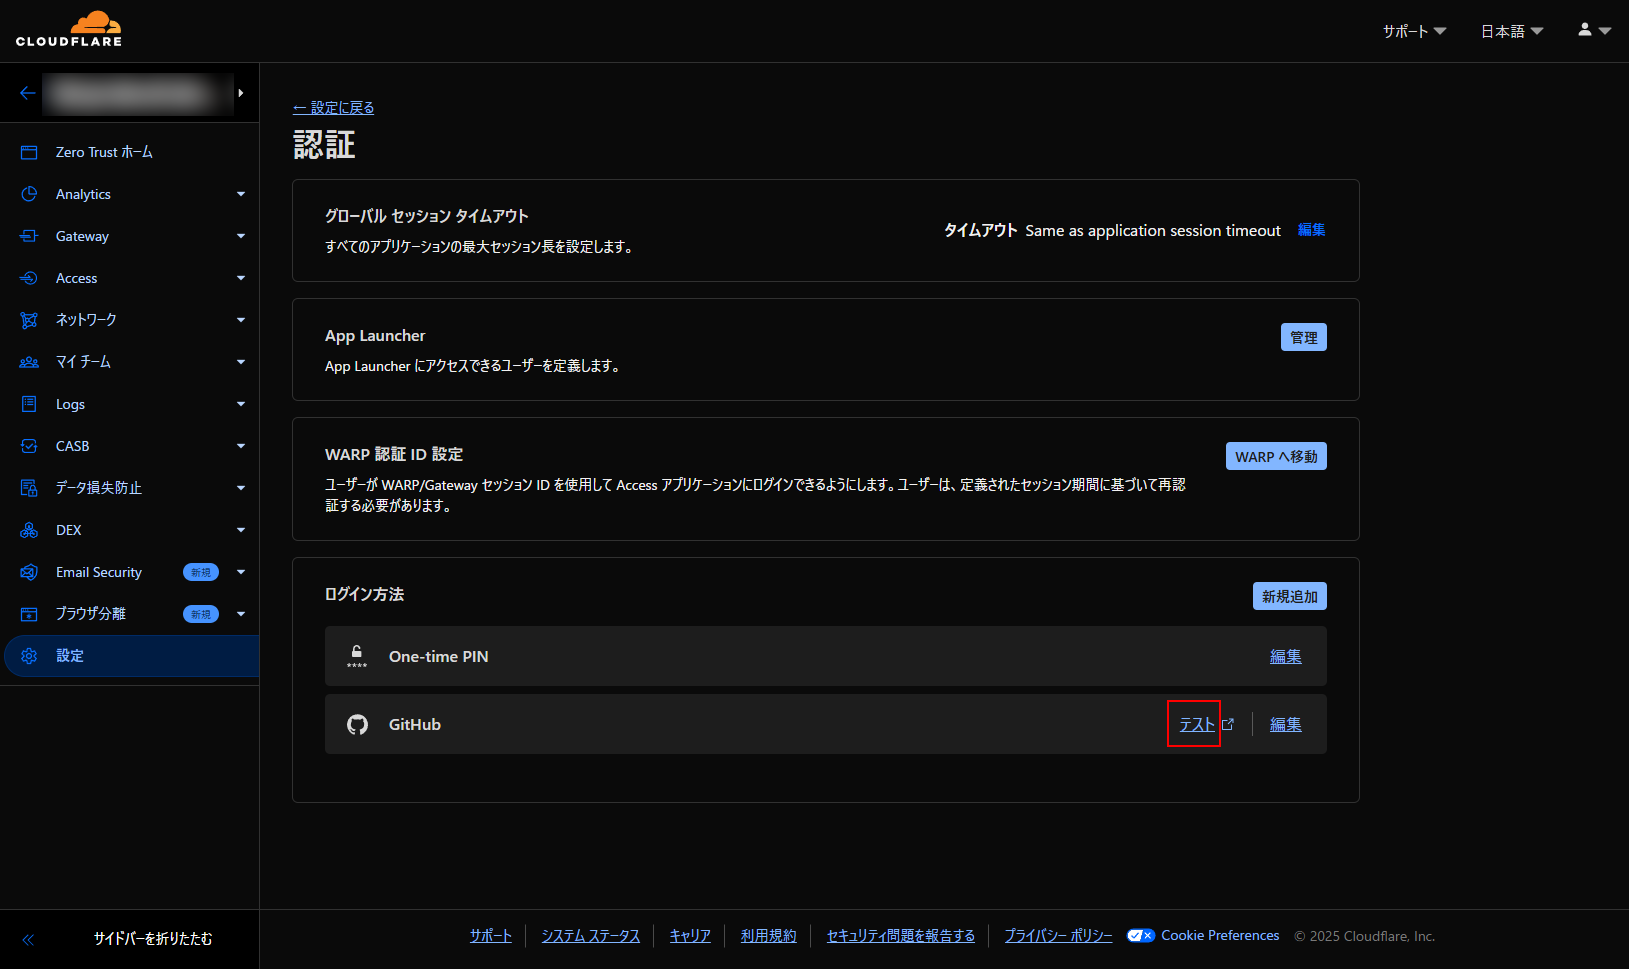 CLOUDFLARE
サポート
日本語
Zero Trust ホーム
Analytics
Gateway
Access
ネットワーク
マイ チーム
Logs
CASB
データ損失防止
DEX
Email Security 新規
ブラウザ分離 新規
設定
サイドバーを折りたたむ
← 設定に戻る
認証
グローバル セッション タイムアウト
すべてのアプリケーションの最大セッション長を設定します。
タイムアウト Same as application session timeout 編集
App Launcher
App Launcher にアクセスできるユーザーを定義します。
管理
WARP 認証 ID 設定
ユーザーが WARP/Gateway セッション ID を使用して Access アプリケーションにログインできるようにします。ユーザーは、定義されたセッション期間に基づいて再認
証する必要があります。
WARP へ移動
ログイン方法
新規追加
**** One-time PIN 編集
GitHub テスト 編集
サポート システム ステータス キャリア 利用規約 セキュリティ問題を報告する プライバシー ポリシー Cookie Preferences © 2025 Cloudflare, Inc.